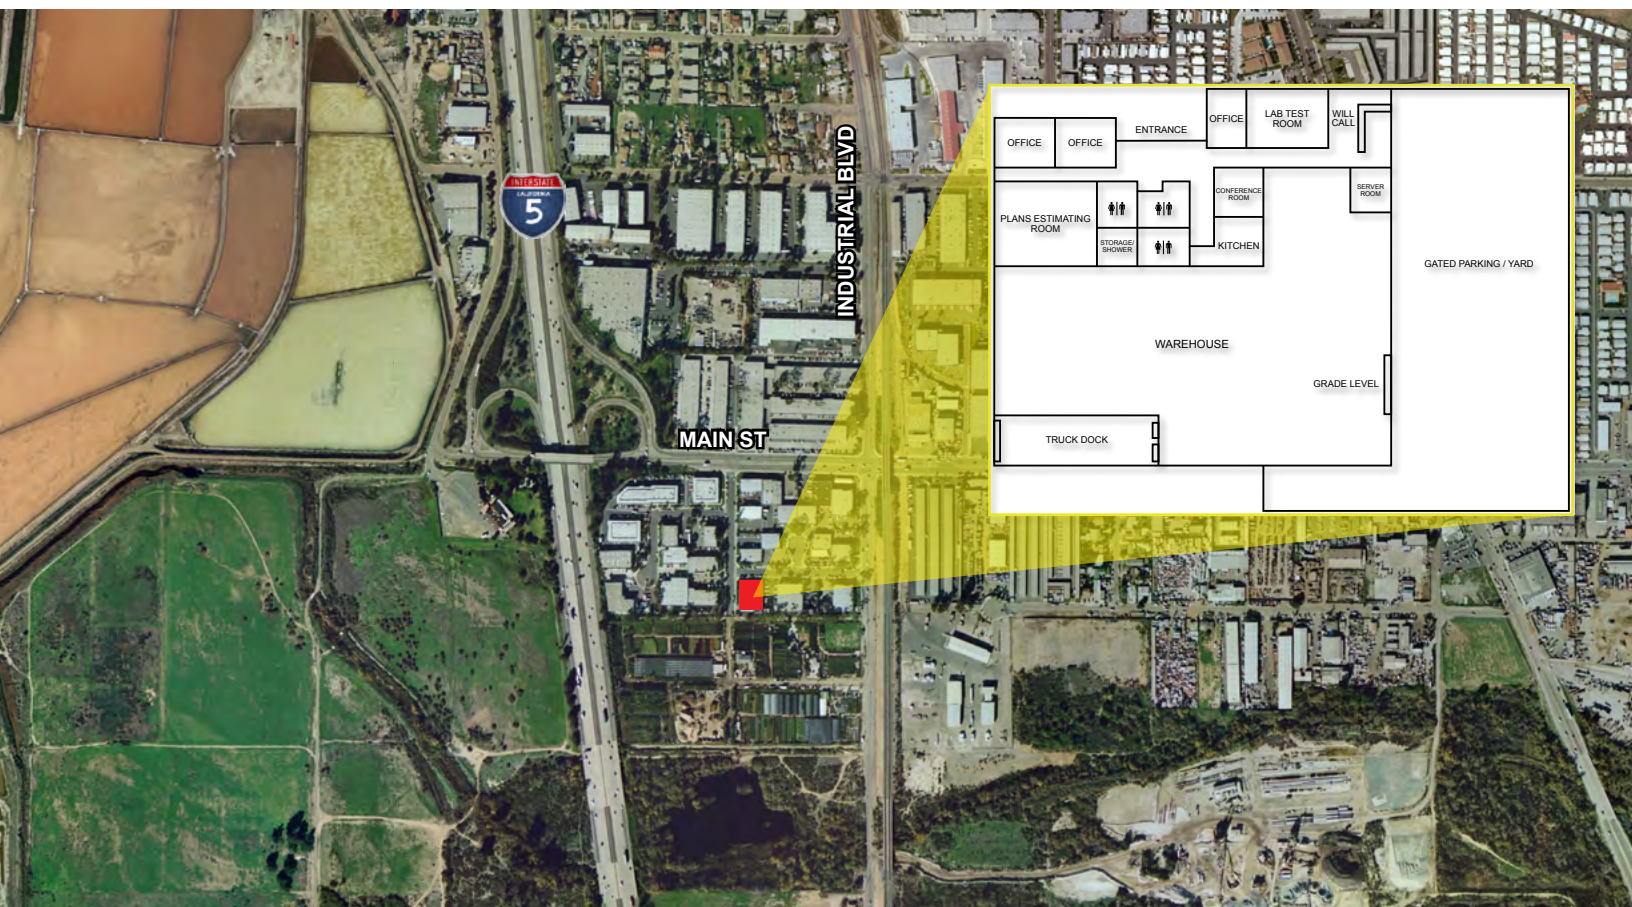 INTERSTATE
CALIFORNIA
5
INDUSTRIAL BLVD
MAIN ST
OFFICE
OFFICE
ENTRANCE
OFFICE
LAB TEST
ROOM
WILL
CALL
PLANS ESTIMATING
ROOM
STORAGE/
SHOWER
CONFERENCE
ROOM
KITCHEN
SERVER
ROOM
GATED PARKING / YARD
WAREHOUSE
GRADE LEVEL
TRUCK DOCK